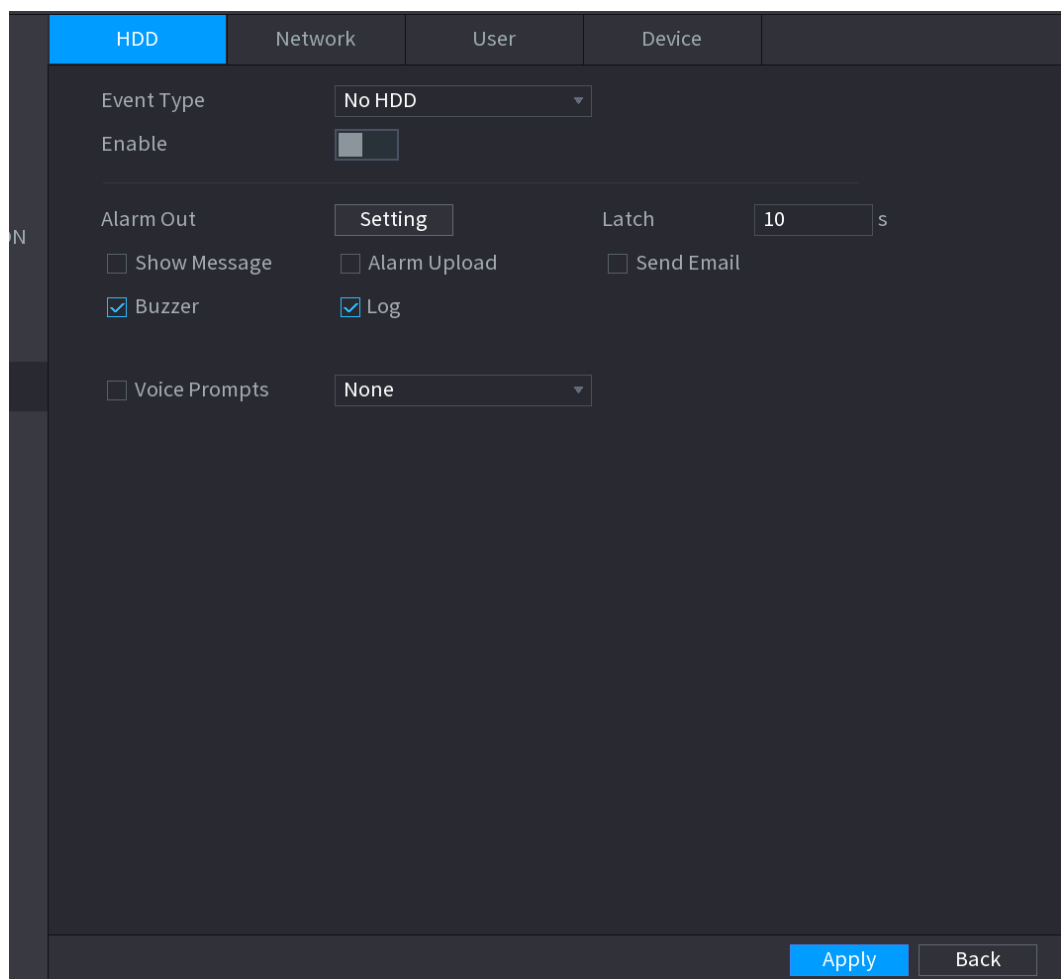 HDD Network User Device
Event Type No HDD
Enable
Alarm Out Setting Latch 10 s
Show Message Alarm Upload Send Email
Buzzer Log
Voice Prompts None
Apply Back